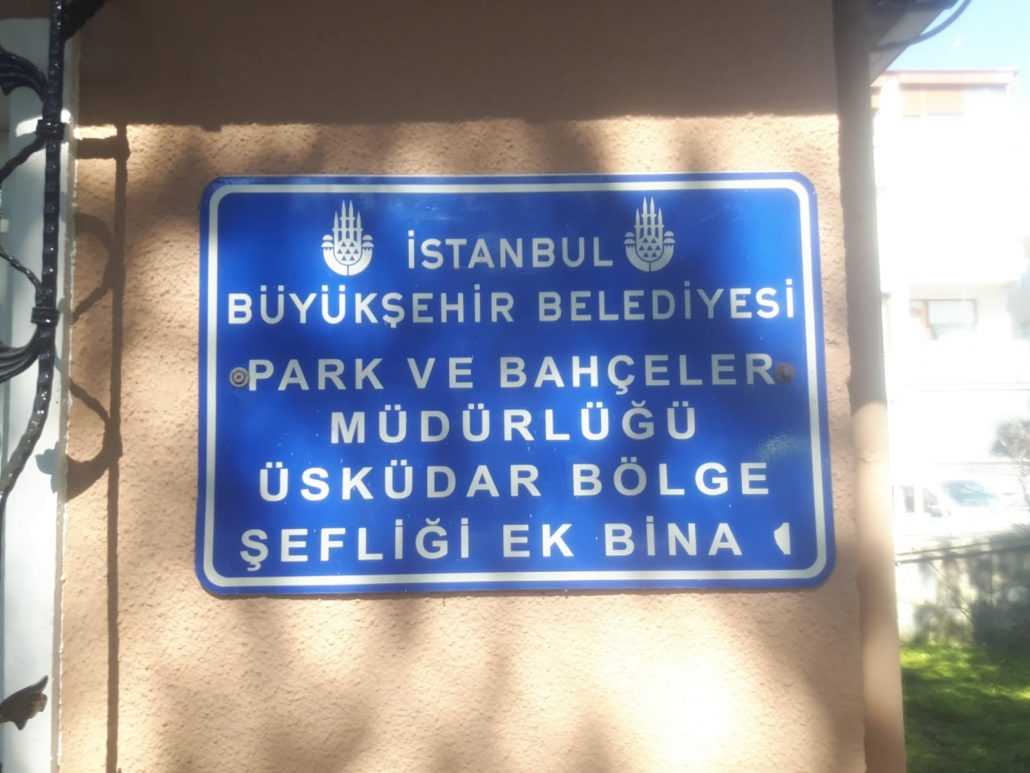 İSTANBUL
BÜYÜKŞEHİR BELEDİYESİ
PARK VE BAHÇELER
MÜDÜRLÜĞÜ
ÜSKÜDAR BÖLGE
ŞEFLİĞİ EK BİNA